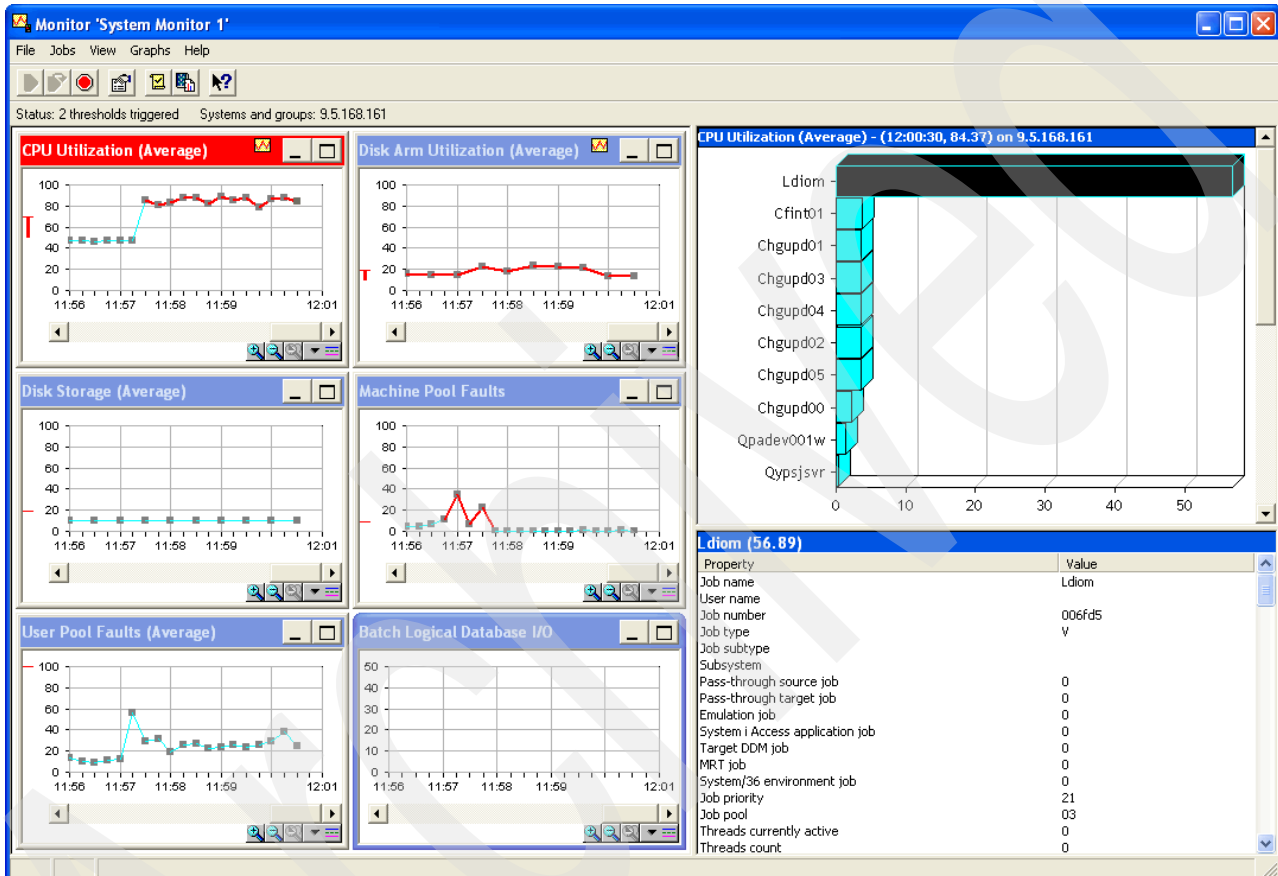 Monitor 'System Monitor 1'
File Jobs View Graphs Help
Status: 2 thresholds triggered Systems and groups: 9.5.168.161
CPU Utilization (Average)
100
80
60
40
20
0
11:56 11:57 11:58 11:59 12:01
Disk Arm Utilization (Average)
100
80
60
40
20
0
11:56 11:57 11:58 11:59 12:01
Disk Storage (Average)
100
80
60
40
20
0
11:56 11:57 11:58 11:59 12:01
Machine Pool Faults
100
80
60
40
20
0
11:56 11:57 11:58 11:59 12:01
User Pool Faults (Average)
100
80
60
40
20
0
11:56 11:57 11:58 11:59 12:01
Batch Logical Database I/O
50
40
30
20
10
0
11:56 11:57 11:58 11:59 12:01
CPU Utilization (Average) - (12:00:30, 84.37) on 9.5.168.161
Ldiom
Cfint01
Chgupd01
Chgupd03
Chgupd04
Chgupd02
Chgupd05
Chgupd00
Qpadev001w
Qypsjsvr
0 10 20 30 40 50
Ldiom (56.89)
Property Value
Job name Ldiom
User name
Job number 006fd5
Job type V
Job subtype
Subsystem
Pass-through source job 0
Pass-through target job 0
Emulation job 0
System i Access application job 0
Target DDM job 0
MRT job 0
System/36 environment job 0
Job priority 21
Job pool 03
Threads currently active 0
Threads count 0
Archived